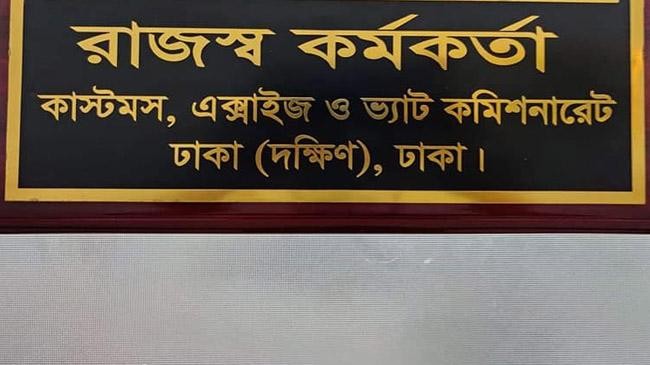 রাজস্ব কর্মকর্তা
কাস্টমস, এক্সাইজ ও ভ্যাট কমিশনারেট
ঢাকা (দক্ষিণ), ঢাকা।